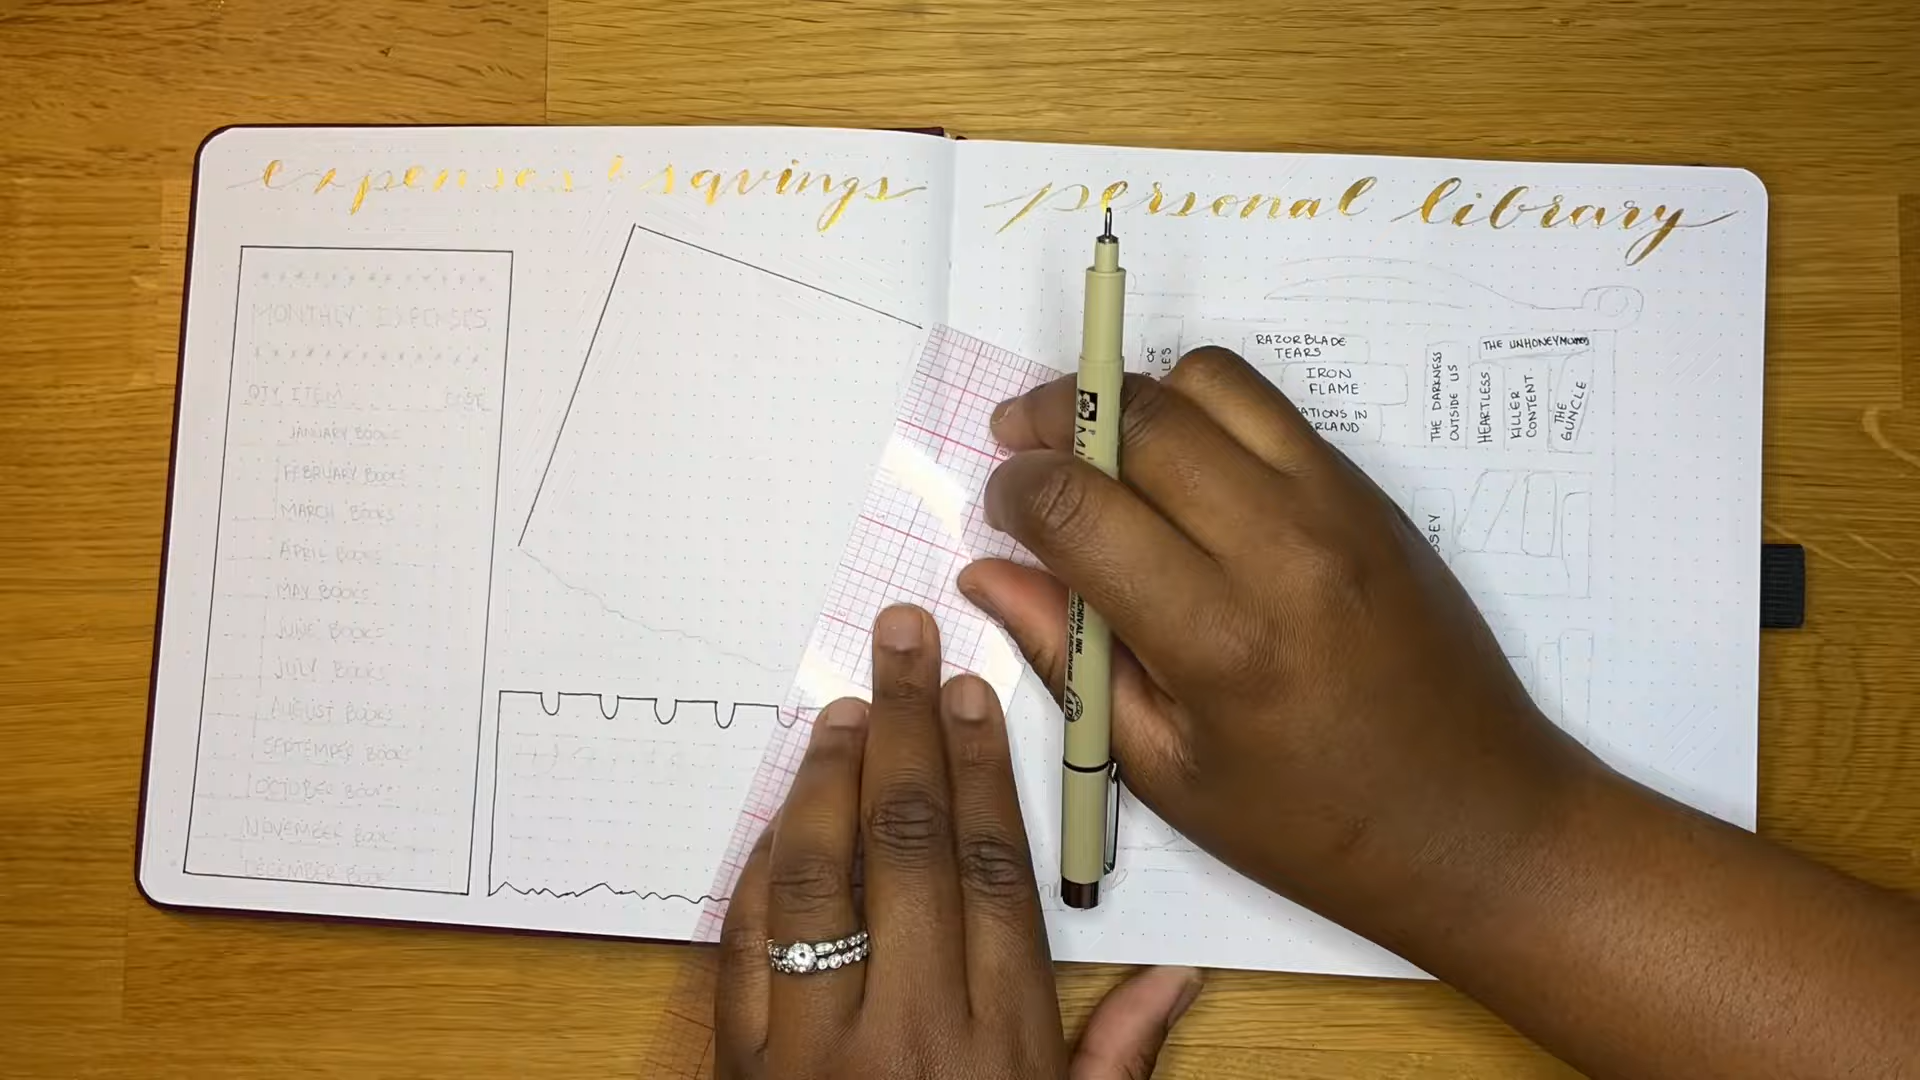 expenses & savings
MONTHLY EXPENSES
QTY ITEM COST
JANUARY BOOKS
FEBRUARY BOOKS
MARCH BOOKS
APRIL BOOKS
MAY BOOKS
JUNE BOOKS
JULY BOOKS
AUGUST BOOKS
SEPTEMBER BOOKS
OCTOBER BOOKS
NOVEMBER BOOK
DECEMBER BOOK
personal library
RAZORBLADE
TEARS
IRON
FLAME
THE DARKNESS
OUTSIDE US
HEARTLESS
KILLER
CONTENT
THE UNHONEYMOONERS
THE
GUNCLE